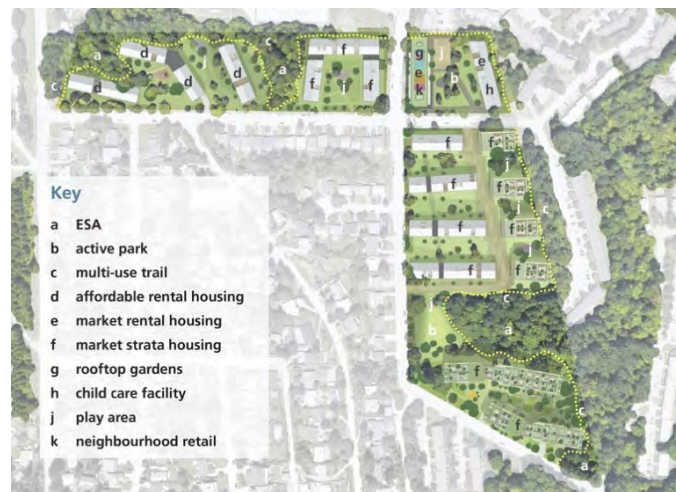 a
d
j
c
d
c
d
d
d
a
f
f
j
f
g
j
e
e
b
k
h
f
f
j
f
f
j
c
f
f
f
f
j
c
b
a
f
c
f
a
Key
a ESA
b active park
c multi-use trail
d affordable rental housing
e market rental housing
f market strata housing
g rooftop gardens
h child care facility
j play area
k neighbourhood retail